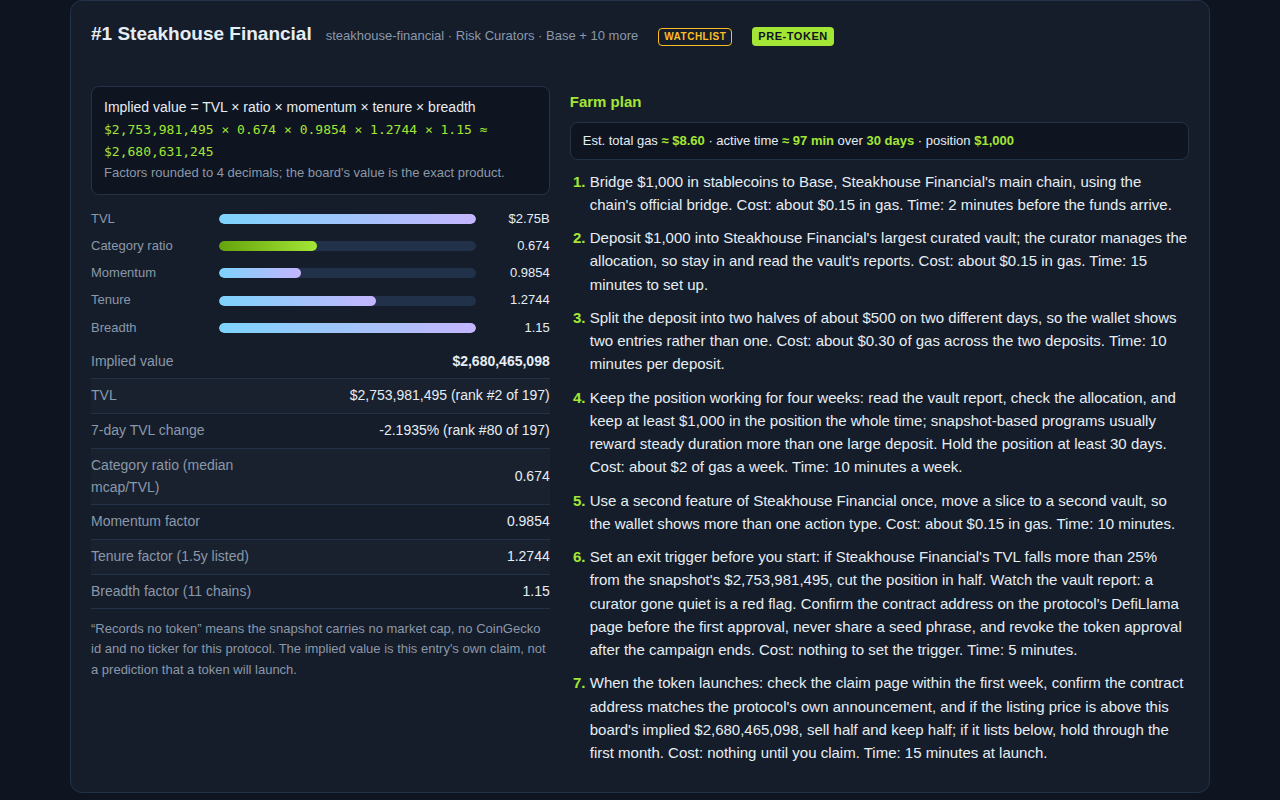 #1 Steakhouse Financial steakhouse-financial · Risk Curators · Base + 10 more WATCHLIST PRE-TOKEN
Implied value = TVL × ratio × momentum × tenure × breadth
$2,753,981,495 × 0.674 × 0.9854 × 1.2744 × 1.15 ≈
$2,680,631,245
Factors rounded to 4 decimals; the board's value is the exact product.
TVL $2.75B
Category ratio 0.674
Momentum 0.9854
Tenure 1.2744
Breadth 1.15
Implied value $2,680,465,098
TVL $2,753,981,495 (rank #2 of 197)
7-day TVL change -2.1935% (rank #80 of 197)
Category ratio (median
mcap/TVL) 0.674
Momentum factor 0.9854
Tenure factor (1.5y listed) 1.2744
Breadth factor (11 chains) 1.15
“Records no token” means the snapshot carries no market cap, no CoinGecko
id and no ticker for this protocol. The implied value is this entry's own claim, not
a prediction that a token will launch.
Farm plan
Est. total gas ≈ $8.60 · active time ≈ 97 min over 30 days · position $1,000
1. Bridge $1,000 in stablecoins to Base, Steakhouse Financial's main chain, using the
chain's official bridge. Cost: about $0.15 in gas. Time: 2 minutes before the funds arrive.
2. Deposit $1,000 into Steakhouse Financial's largest curated vault; the curator manages the
allocation, so stay in and read the vault's reports. Cost: about $0.15 in gas. Time: 15
minutes to set up.
3. Split the deposit into two halves of about $500 on two different days, so the wallet shows
two entries rather than one. Cost: about $0.30 of gas across the two deposits. Time: 10
minutes per deposit.
4. Keep the position working for four weeks: read the vault report, check the allocation, and
keep at least $1,000 in the position the whole time; snapshot-based programs usually
reward steady duration more than one large deposit. Hold the position at least 30 days.
Cost: about $2 of gas a week. Time: 10 minutes a week.
5. Use a second feature of Steakhouse Financial once, move a slice to a second vault, so
the wallet shows more than one action type. Cost: about $0.15 in gas. Time: 10 minutes.
6. Set an exit trigger before you start: if Steakhouse Financial's TVL falls more than 25%
from the snapshot's $2,753,981,495, cut the position in half. Watch the vault report: a
curator gone quiet is a red flag. Confirm the contract address on the protocol's DefiLlama
page before the first approval, never share a seed phrase, and revoke the token approval
after the campaign ends. Cost: nothing to set the trigger. Time: 5 minutes.
7. When the token launches: check the claim page within the first week, confirm the contract
address matches the protocol's own announcement, and if the listing price is above this
board's implied $2,680,465,098, sell half and keep half; if it lists below, hold through the
first month. Cost: nothing until you claim. Time: 15 minutes at launch.